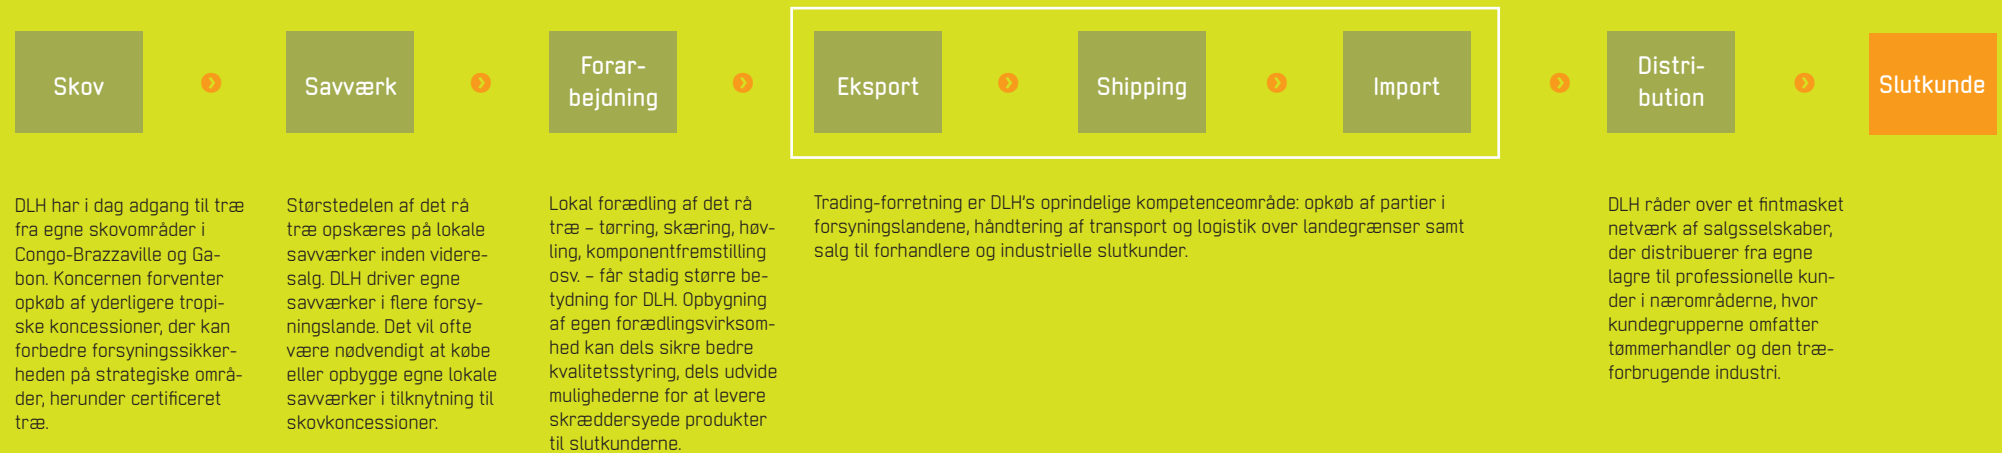 Skov
Savværk
Forar-
bejdning
Eksport
Shipping
Import
Distri-
bution
Slutkunde
DLH har i dag adgang til træ
fra egne skovområder i
Congo-Brazzaville og Ga-
bon. Koncernen forventer
opkøb af yderligere tropi-
ske koncessioner, der kan
forbedre forsyningssikker-
heden på strategiske områ-
der, herunder certificeret
træ.
Størstedelen af det rå
træ opskæres på lokale
savværker inden videre-
salg. DLH driver egne
savværker i flere forsy-
ningslande. Det vil ofte
være nødvendigt at købe
eller opbygge egne lokale
savværker i tilknytning til
skovkoncessioner.
Lokal forædling af det rå
træ – tørring, skæring, høv-
ling, komponentfremstilling
osv. – får stadig større be-
tydning for DLH. Opbygning
af egen forædlingsvirksom-
hed kan dels sikre bedre
kvalitetsstyring, dels udvide
mulighederne for at levere
skræddersyede produkter
til slutkunderne.
Trading-forretning er DLH's oprindelige kompetenceområde: opkøb af partier i
forsyningslandene, håndtering af transport og logistik over landegrænser samt
salg til forhandlere og industrielle slutkunder.
DLH råder over et fintmasket
netværk af salgsselskaber,
der distribuerer fra egne
lagre til professionelle kun-
der i nærområderne, hvor
kundegrupperne omfatter
tømmerhandler og den træ-
forbrugende industri.